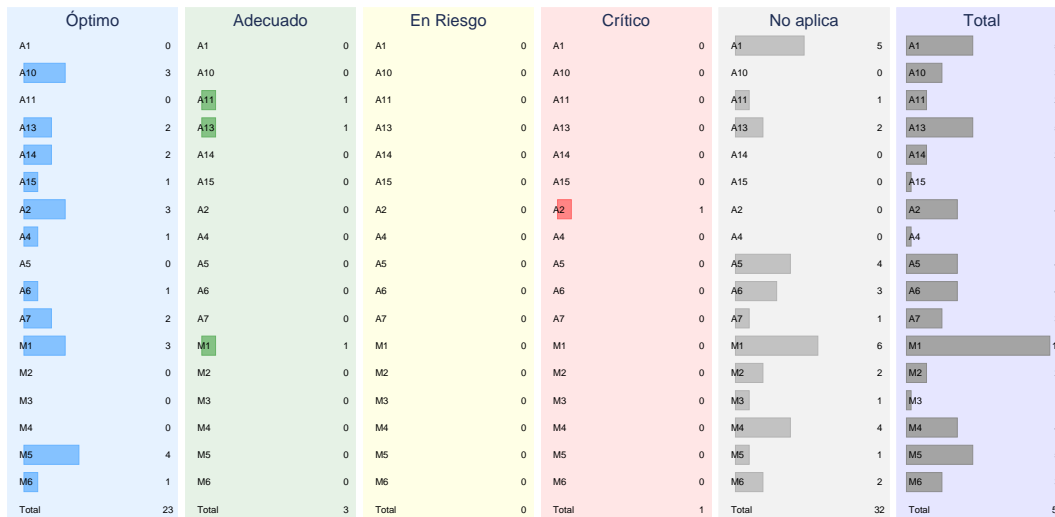 Óptimo Adecuado En Riesgo Crítico No aplica Total
A1 0 A1 0 A1 0 A1 0 A1 5 A1
A10 3 A10 0 A10 0 A10 0 A10 0 A10
A11 0 A11 1 A11 0 A11 0 A11 1 A11
A13 2 A13 1 A13 0 A13 0 A13 2 A13
A14 2 A14 0 A14 0 A14 0 A14 0 A14
A15 1 A15 0 A15 0 A15 0 A15 0 A15
A2 3 A2 0 A2 0 A2 1 A2 0 A2
A4 1 A4 0 A4 0 A4 0 A4 0 A4
A5 0 A5 0 A5 0 A5 0 A5 4 A5
A6 1 A6 0 A6 0 A6 0 A6 3 A6
A7 2 A7 0 A7 0 A7 0 A7 1 A7
M1 3 M1 1 M1 0 M1 0 M1 6 M1
M2 0 M2 0 M2 0 M2 0 M2 2 M2
M3 0 M3 0 M3 0 M3 0 M3 1 M3
M4 0 M4 0 M4 0 M4 0 M4 4 M4
M5 4 M5 0 M5 0 M5 0 M5 1 M5
M6 1 M6 0 M6 0 M6 0 M6 2 M6
Total 23 Total 3 Total 0 Total 1 Total 32 Total